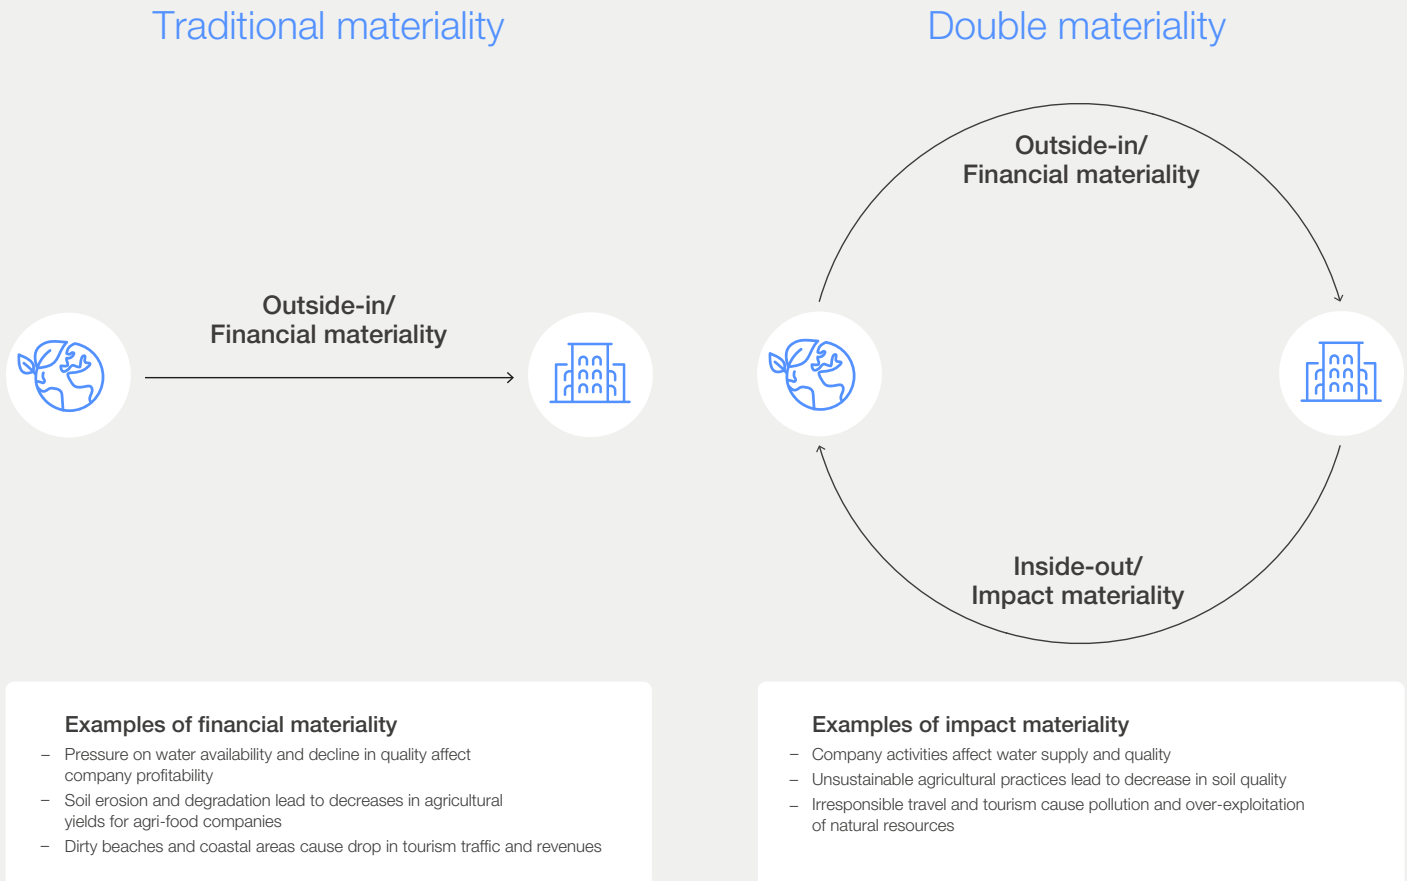 Traditional materiality
Outside-in/
Financial materiality
Examples of financial materiality
– Pressure on water availability and decline in quality affect
company profitability
– Soil erosion and degradation lead to decreases in agricultural
yields for agri-food companies
– Dirty beaches and coastal areas cause drop in tourism traffic and revenues
Double materiality
Outside-in/
Financial materiality
Inside-out/
Impact materiality
Examples of impact materiality
– Company activities affect water supply and quality
– Unsustainable agricultural practices lead to decrease in soil quality
– Irresponsible travel and tourism cause pollution and over-exploitation
of natural resources